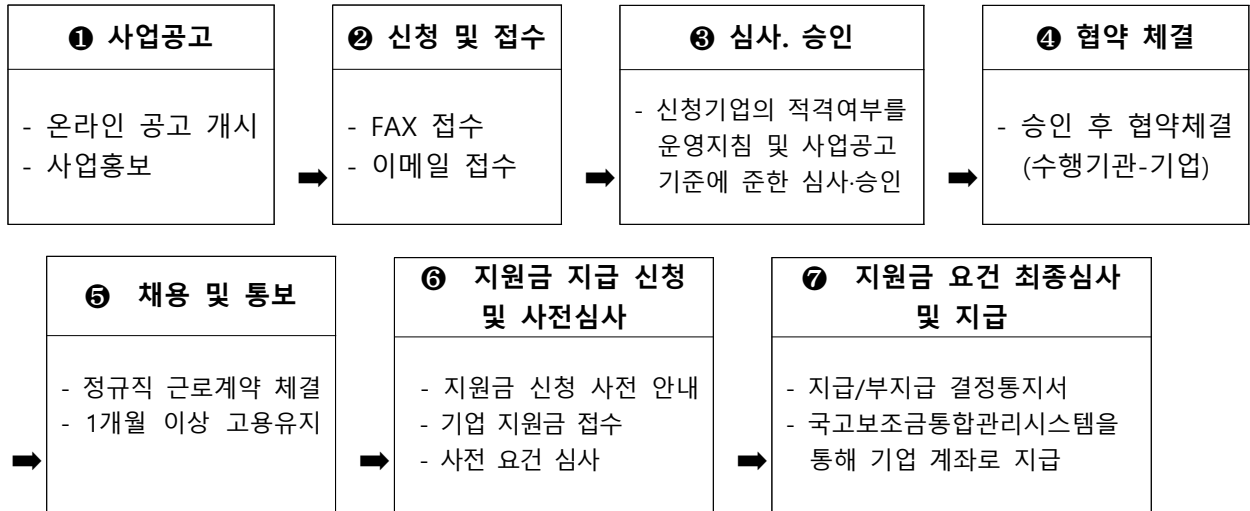 ❶ 사업공고
- 온라인 공고 개시
- 사업홍보
➡
❷ 신청 및 접수
- FAX 접수
- 이메일 접수
➡
❸ 심사. 승인
- 신청기업의 적격여부를
운영지침 및 사업공고
기준에 준한 심사·승인
➡
❹ 협약 체결
- 승인 후 협약체결
(수행기관-기업)
➡
❺ 채용 및 통보
- 정규직 근로계약 체결
- 1개월 이상 고용유지
➡
❻ 지원금 지급 신청
및 사전심사
- 지원금 신청 사전 안내
- 기업 지원금 접수
- 사전 요건 심사
➡
❼ 지원금 요건 최종심사
및 지급
- 지급/부지급 결정통지서
- 국고보조금통합관리시스템을
통해 기업 계좌로 지급